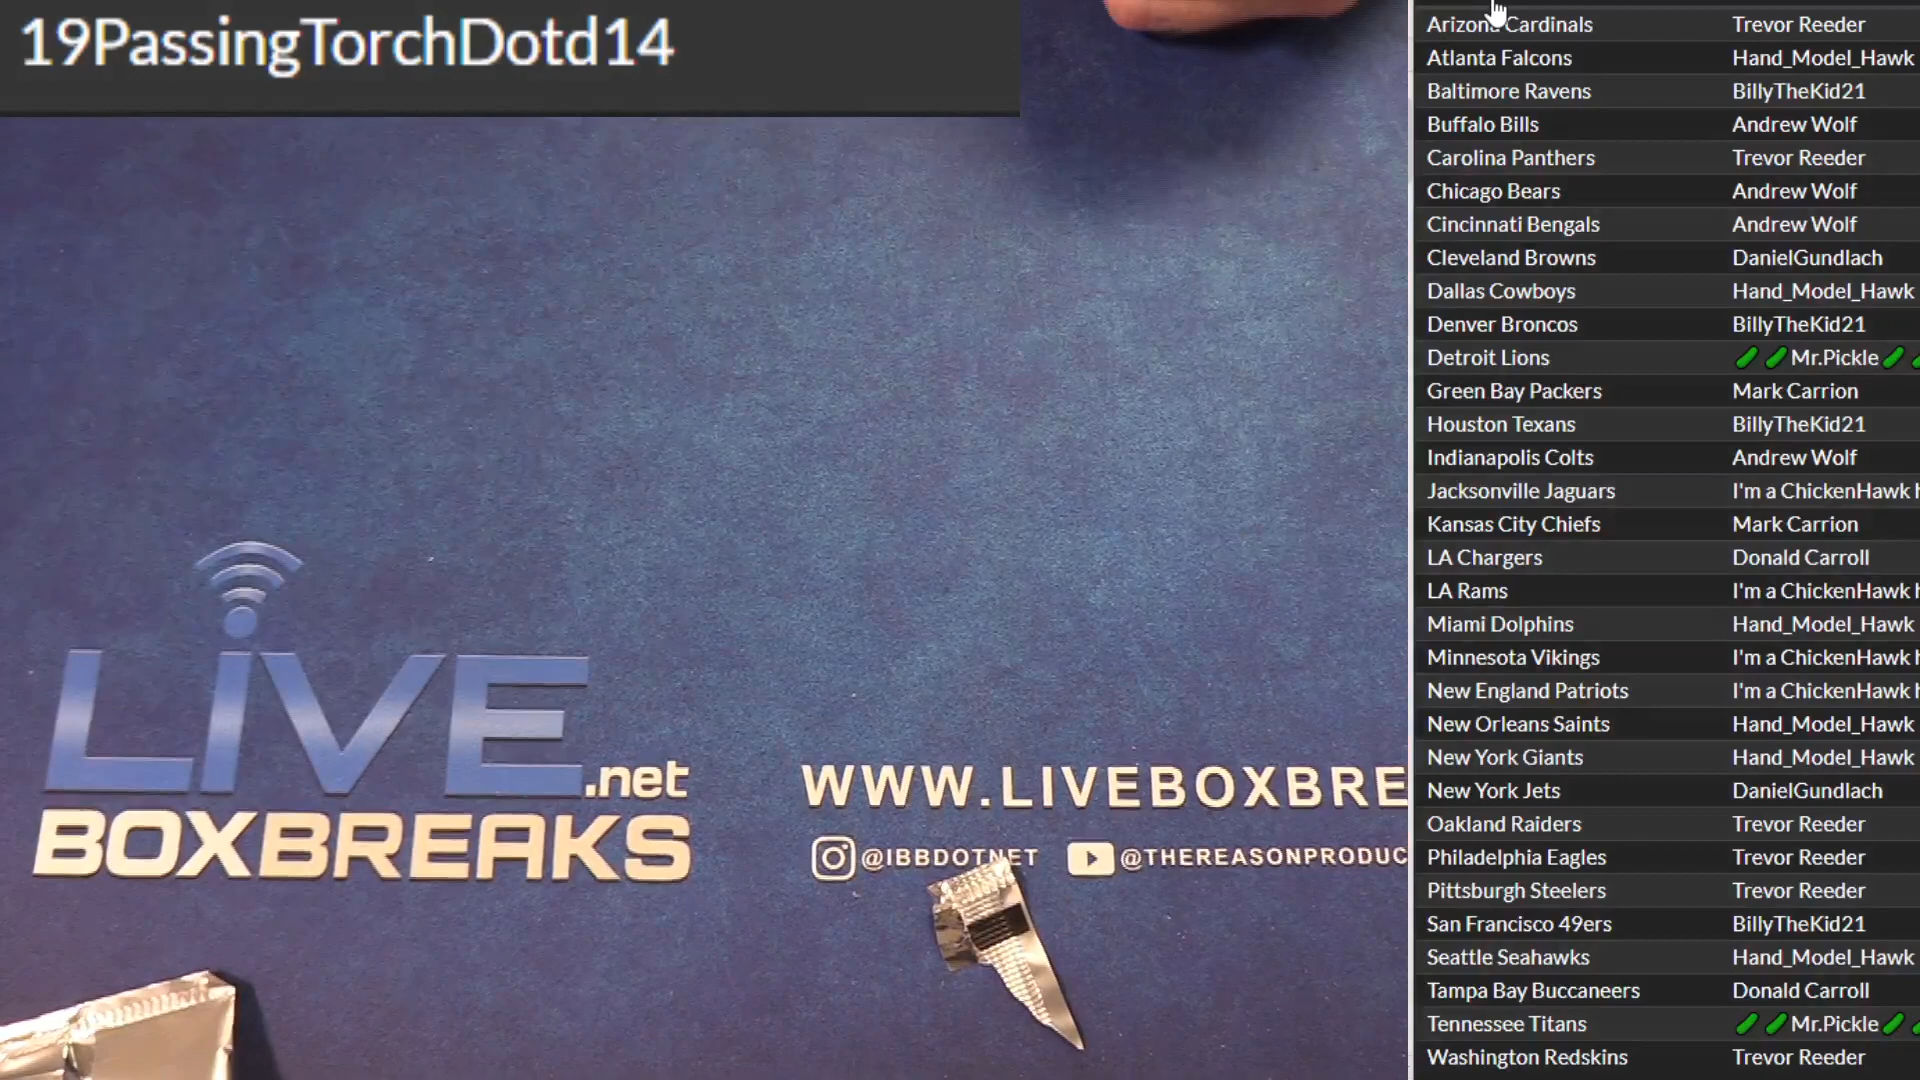 19PassingTorchDotd14
LiVE.net
BOXBREAKS
WWW.LIVEBOXBRE
@IBBDOTNET @THEREASONPRODUC
Arizona Cardinals Trevor Reeder
Atlanta Falcons Hand_Model_Hawk
Baltimore Ravens BillyTheKid21
Buffalo Bills Andrew Wolf
Carolina Panthers Trevor Reeder
Chicago Bears Andrew Wolf
Cincinnati Bengals Andrew Wolf
Cleveland Browns DanielGundlach
Dallas Cowboys Hand_Model_Hawk
Denver Broncos BillyTheKid21
Detroit Lions 🥒🥒Mr.Pickle🥒
Green Bay Packers Mark Carrion
Houston Texans BillyTheKid21
Indianapolis Colts Andrew Wolf
Jacksonville Jaguars I'm a ChickenHawk
Kansas City Chiefs Mark Carrion
LA Chargers Donald Carroll
LA Rams I'm a ChickenHawk
Miami Dolphins Hand_Model_Hawk
Minnesota Vikings I'm a ChickenHawk
New England Patriots I'm a ChickenHawk
New Orleans Saints Hand_Model_Hawk
New York Giants Hand_Model_Hawk
New York Jets DanielGundlach
Oakland Raiders Trevor Reeder
Philadelphia Eagles Trevor Reeder
Pittsburgh Steelers Trevor Reeder
San Francisco 49ers BillyTheKid21
Seattle Seahawks Hand_Model_Hawk
Tampa Bay Buccaneers Donald Carroll
Tennessee Titans 🥒🥒Mr.Pickle🥒
Washington Redskins Trevor Reeder